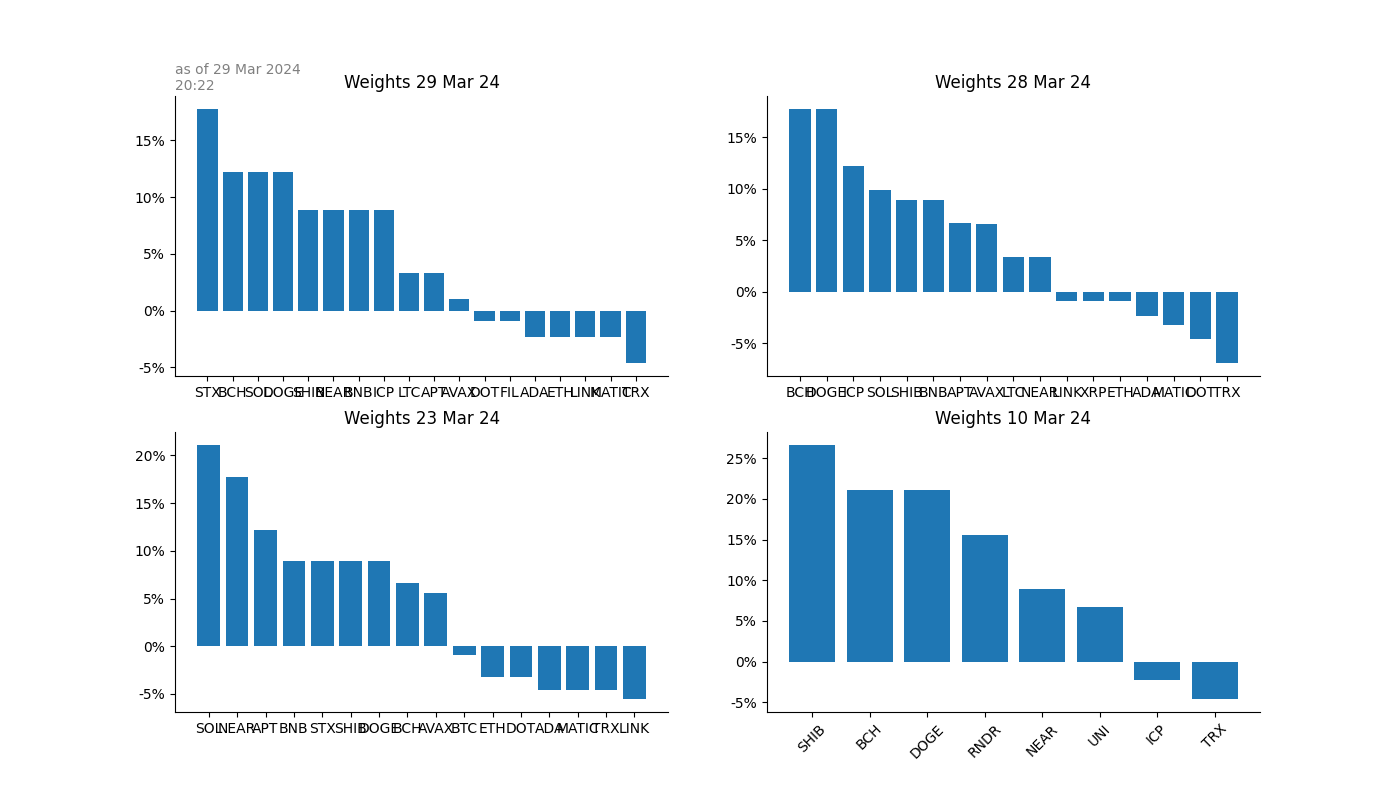 as of 29 Mar 2024
20:22
Weights 29 Mar 24
15%
10%
5%
0%
-5%
STX BCH SOL DOGE SHIB NEAR BNB ICP LTC APT AVAX DOT FIL ADA ETH LINK MATIC TRX
Weights 28 Mar 24
15%
10%
5%
0%
-5%
BCH DOGE ICP SOL SHIB BNB APT AVAX LTC NEAR LINK XRP ETH ADA MATIC DOT TRX
Weights 23 Mar 24
20%
15%
10%
5%
0%
-5%
SOL NEAR APT BNB STX SHIB DOGE BCH AVAX BTC ETH DOT ADA MATIC TRX LINK
Weights 10 Mar 24
25%
20%
15%
10%
5%
0%
-5%
SHIB BCH DOGE RNDR NEAR UNI ICP TRX